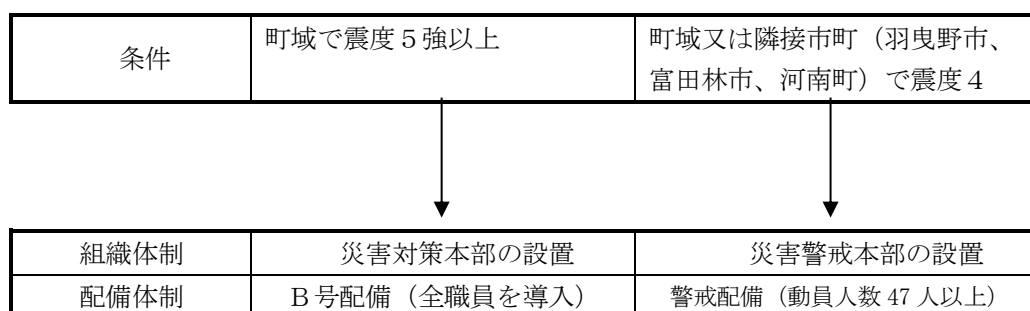 条件
町域で震度５強以上
町域又は隣接市町（羽曳野市、
富田林市、河南町）で震度４
組織体制
災害対策本部の設置
災害警戒本部の設置
配備体制
Ｂ号配備（全職員を導入）
警戒配備（動員人数 47 人以上）